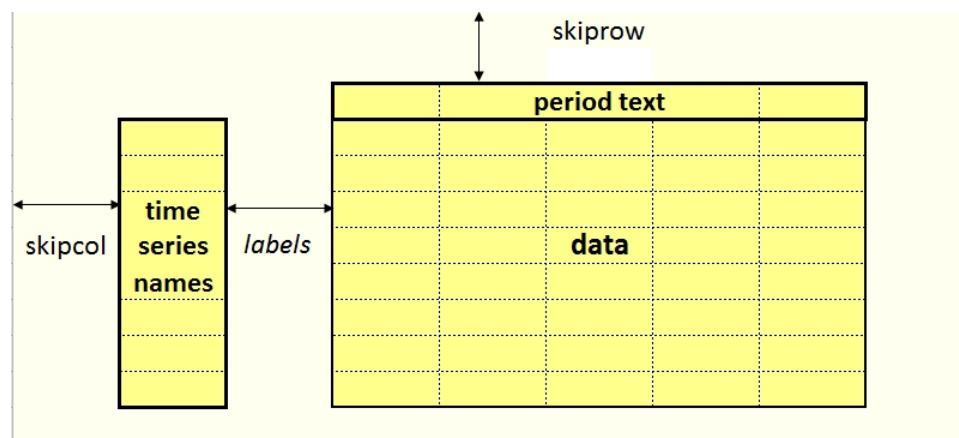 skiprow
period text
time
series
names
skipcol
labels
data